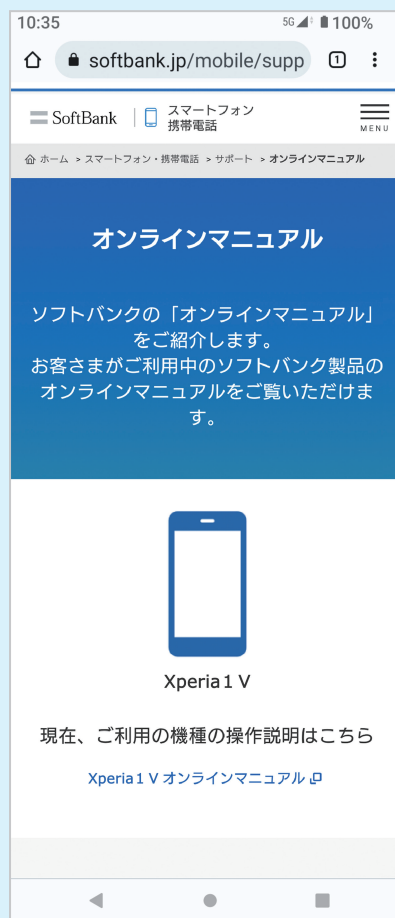 10:35 5G 100%
softbank.jp/mobile/supp 1
SoftBank スマートフォン
携帯電話
MENU
ホーム > スマートフォン・携帯電話 > サポート > オンラインマニュアル
オンラインマニュアル
ソフトバンクの「オンラインマニュアル」
をご紹介します。
お客さまがご利用中のソフトバンク製品の
オンラインマニュアルをご覧いただけま
す。
Xperia 1 V
現在、ご利用の機種の操作説明はこちら
Xperia 1 V オンラインマニュアル